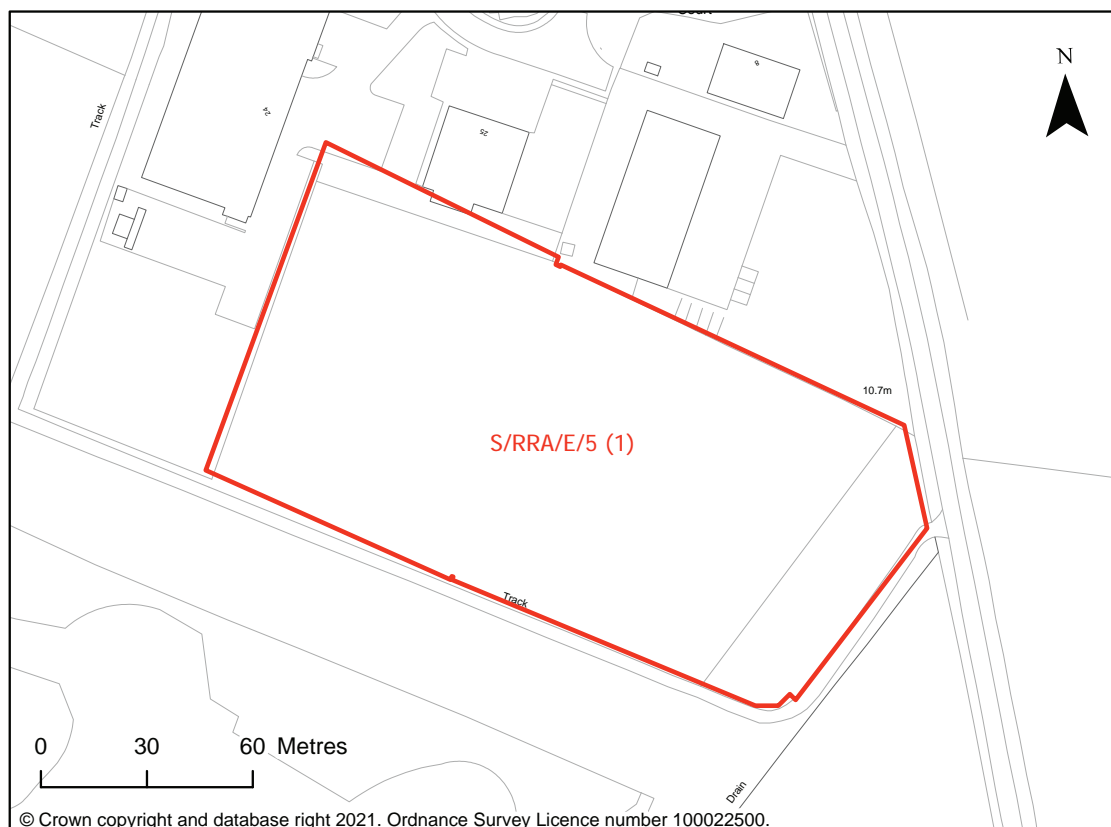 N
Track
24
25
8
10.7m
S/RRA/E/5 (1)
Track
Drain
0 30 60 Metres
© Crown copyright and database right 2021. Ordnance Survey Licence number 100022500.